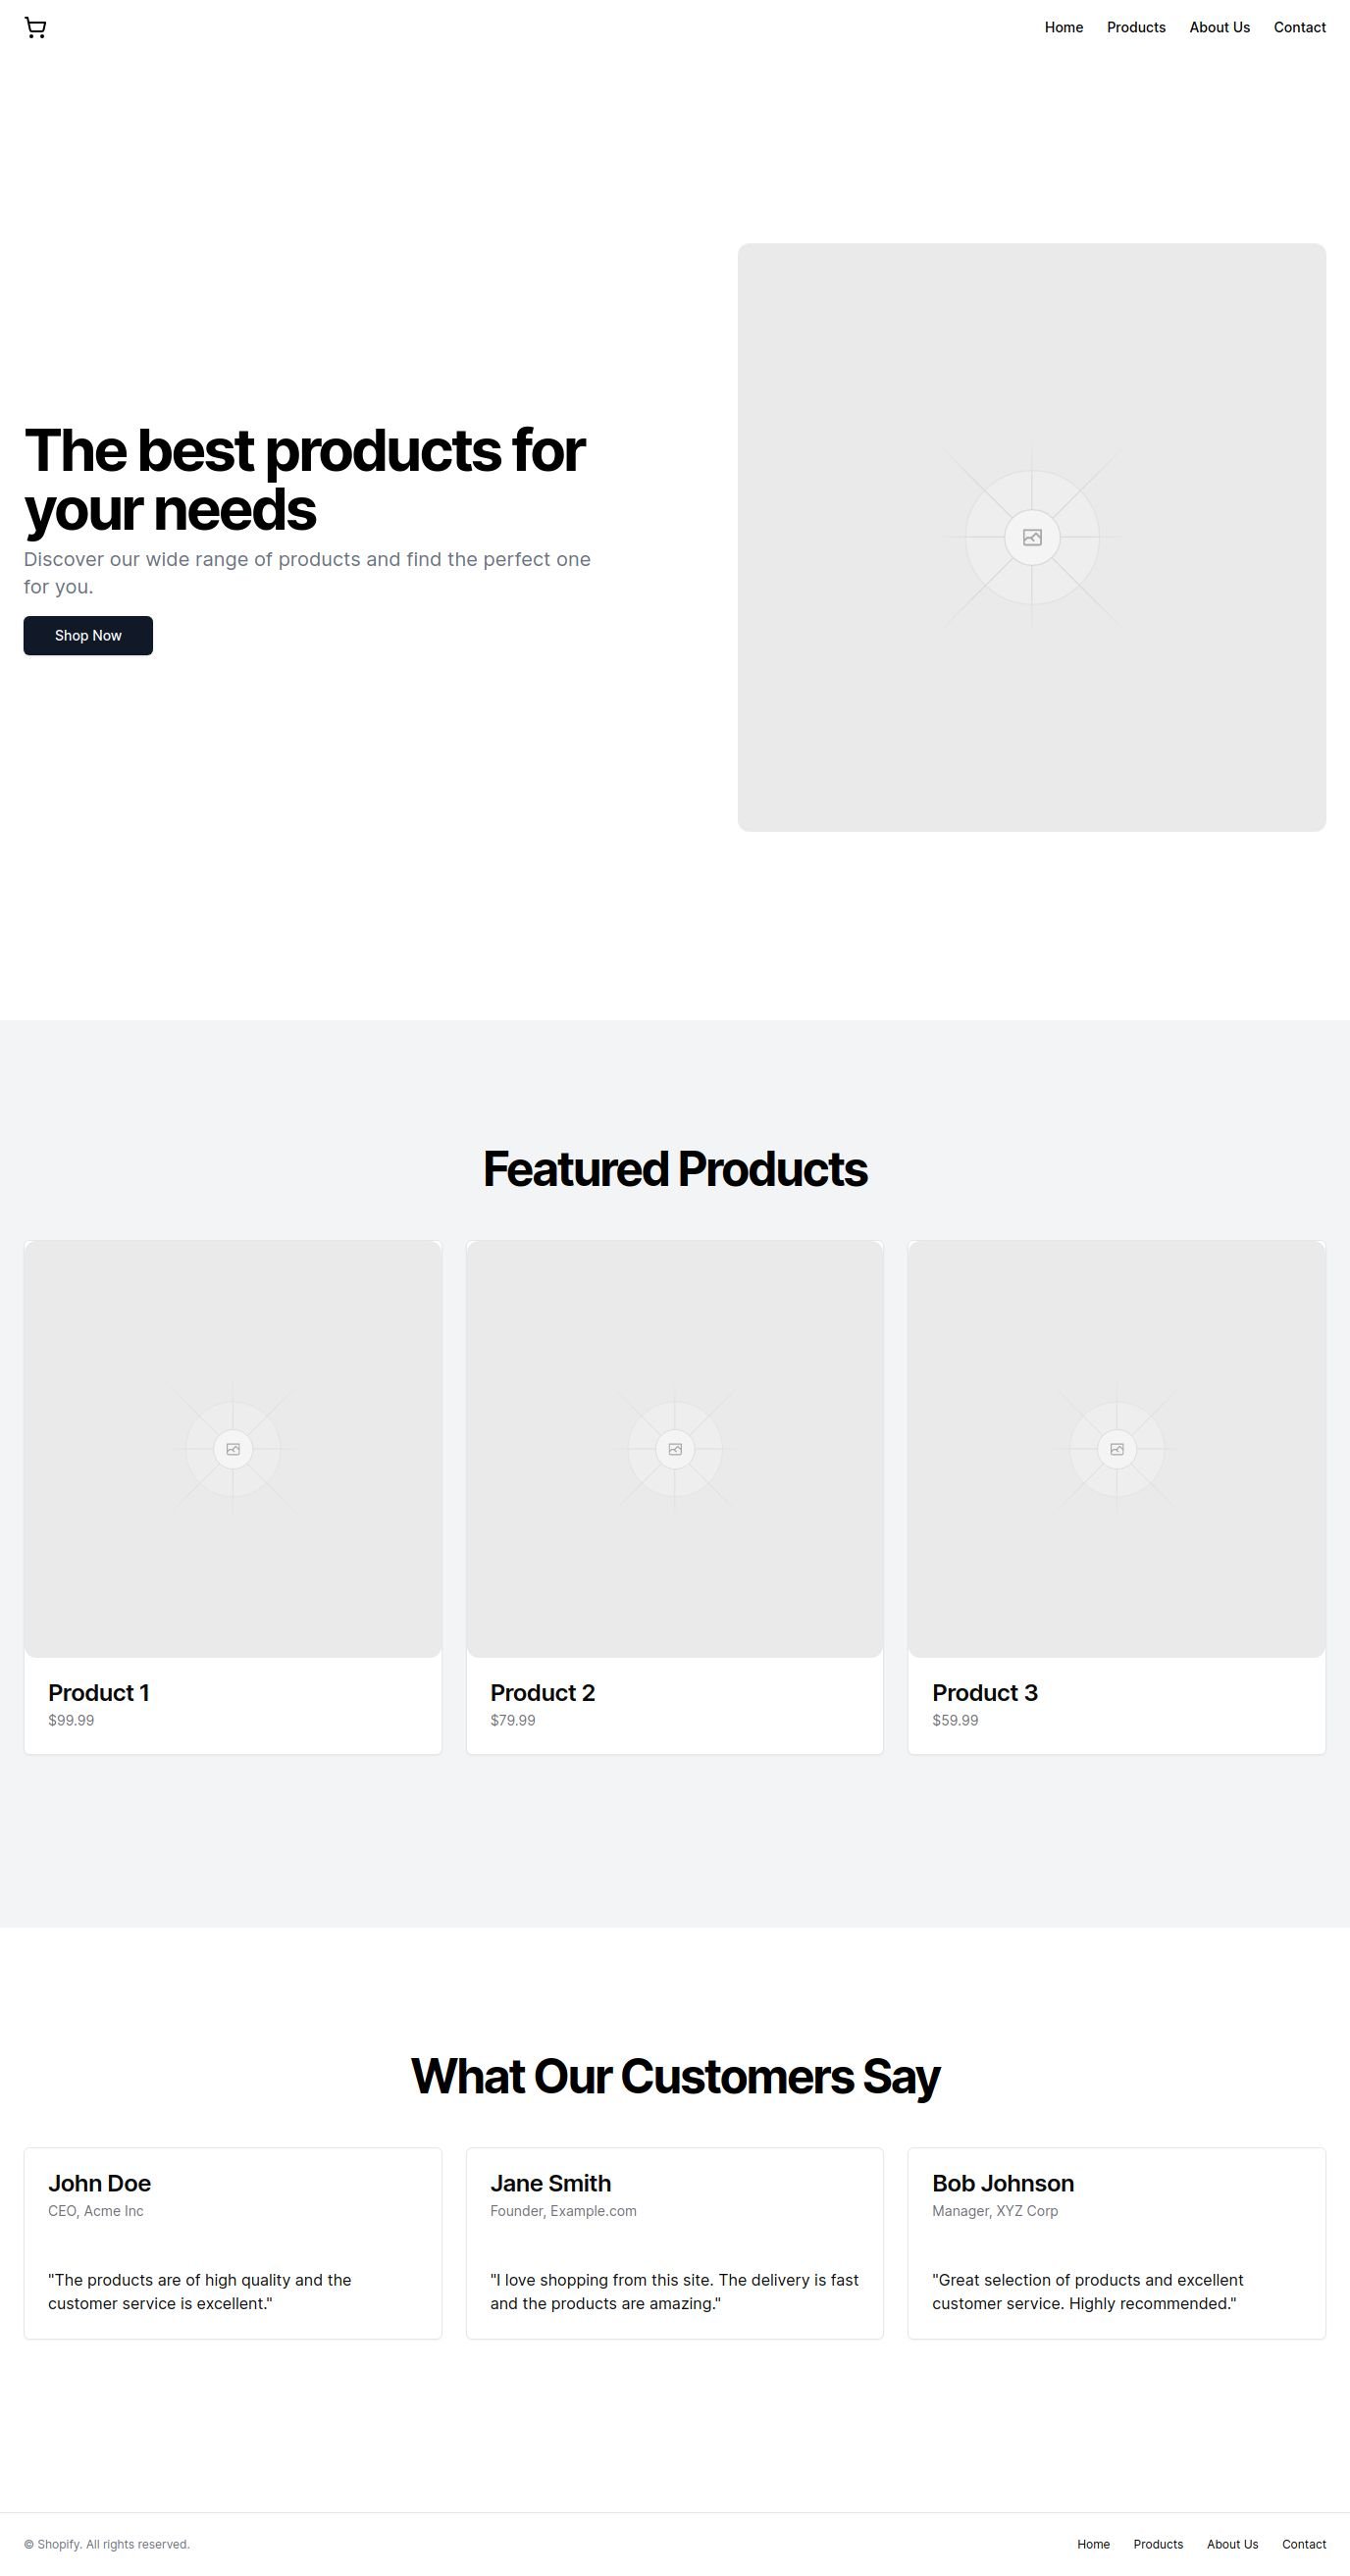 Home Products About Us Contact
The best products for
your needs
Discover our wide range of products and find the perfect one
for you.
Shop Now
Featured Products
Product 1
$99.99
Product 2
$79.99
Product 3
$59.99
What Our Customers Say
John Doe
CEO, Acme Inc
"The products are of high quality and the
customer service is excellent."
Jane Smith
Founder, Example.com
"I love shopping from this site. The delivery is fast
and the products are amazing."
Bob Johnson
Manager, XYZ Corp
"Great selection of products and excellent
customer service. Highly recommended."
© Shopify. All rights reserved.
Home Products About Us Contact